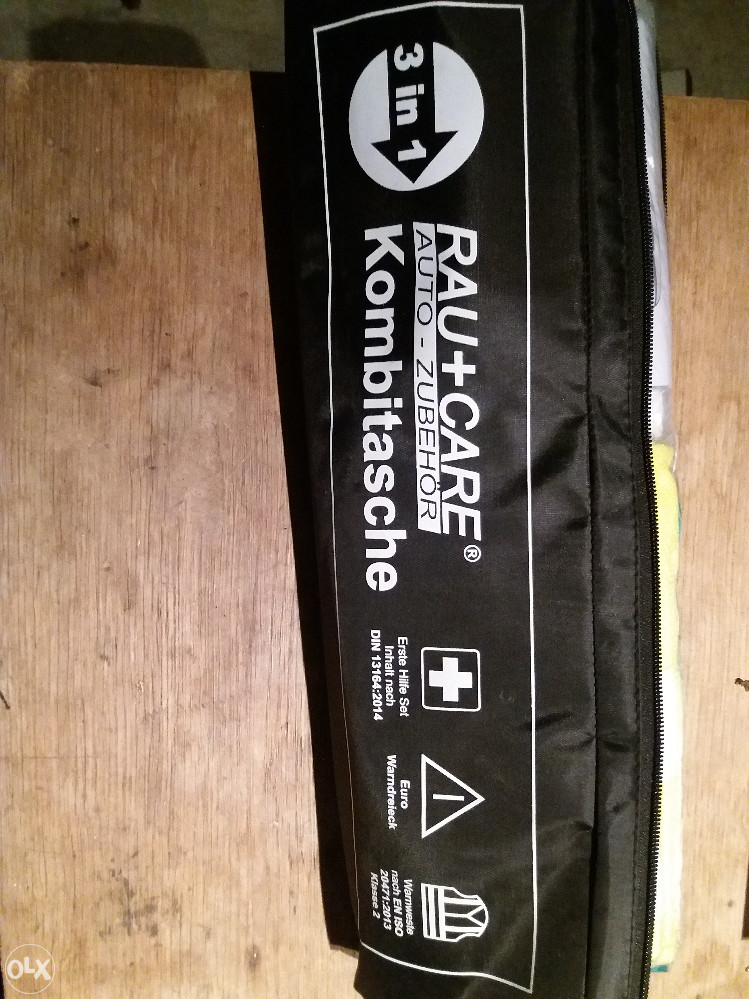 3 in 1
RAU+CARE®
AUTO - ZUBEHÖR
Kombitasche
Erste Hilfe Set
Inhalt nach
DIN 13164:2014
Euro
Warndreieck
Warnweste
nach EN ISO
20471:2013
Klasse 2
OLX